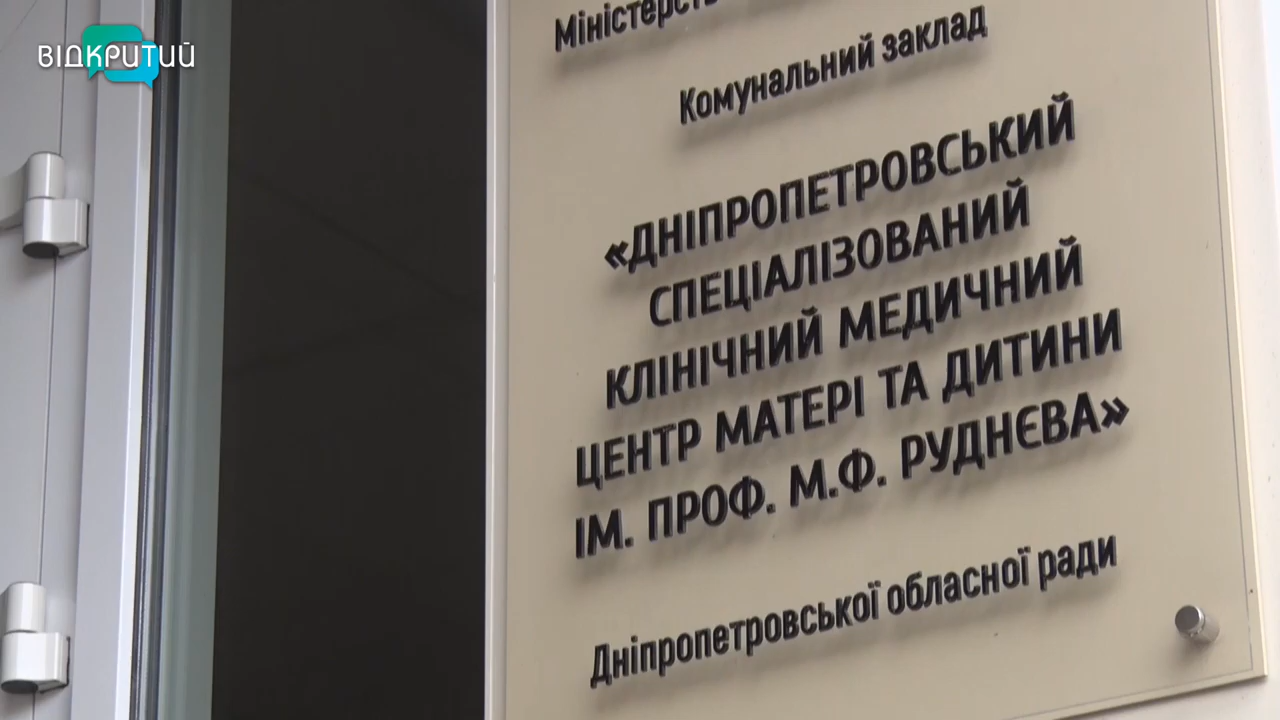 ВІДКРИТИЙ
Комунальний заклад
«ДНІПРОПЕТРОВСЬКИЙ
СПЕЦІАЛІЗОВАНИЙ
КЛІНІЧНИЙ МЕДИЧНИЙ
ЦЕНТР МАТЕРІ ТА ДИТИНИ
ІМ. ПРОФ. М.Ф. РУДНЄВА»
Дніпропетровської обласної ради